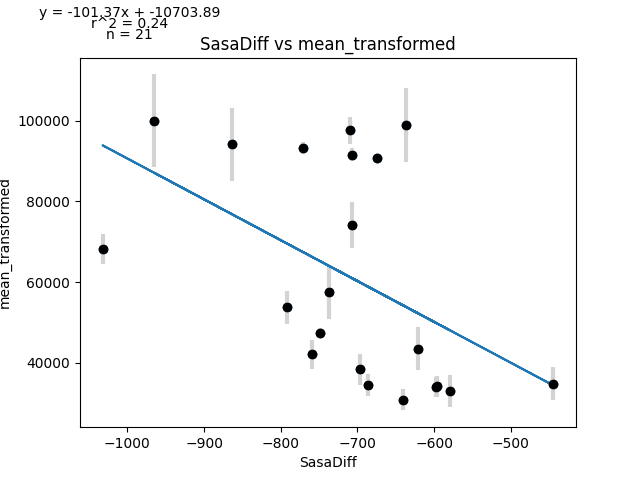 y = -101.37x + -10703.89
r^2 = 0.24
n = 21
SasaDiff vs mean_transformed
mean_transformed
100000
80000
60000
40000
−1000
−900
−800
−700
−600
−500
SasaDiff